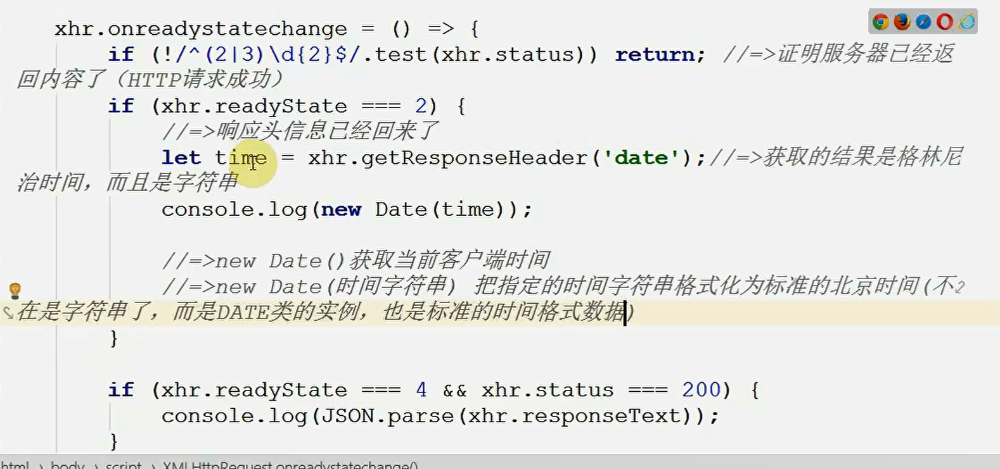 xhr.onreadystatechange = () => {
if (!/^(2|3)\d{2}$/.test(xhr.status)) return; //=>证明服务器已经返
回内容了（HTTP请求成功）
if (xhr.readyState === 2) {
//=>响应头信息已经回来了
let time = xhr.getResponseHeader('date');//=>获取的结果是格林尼
治时间，而且是字符串
console.log(new Date(time));
//=>new Date()获取当前客户端时间
//=>new Date(时间字符串) 把指定的时间字符串格式化为标准的北京时间(不
在是字符串了，而是DATE类的实例，也是标准的时间格式数据)
}
if (xhr.readyState === 4 && xhr.status === 200) {
console.log(JSON.parse(xhr.responseText));
}
html › body › script › XMLHttpRequest.onreadystatechange()